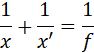 1/x + 1/x′ = 1/f